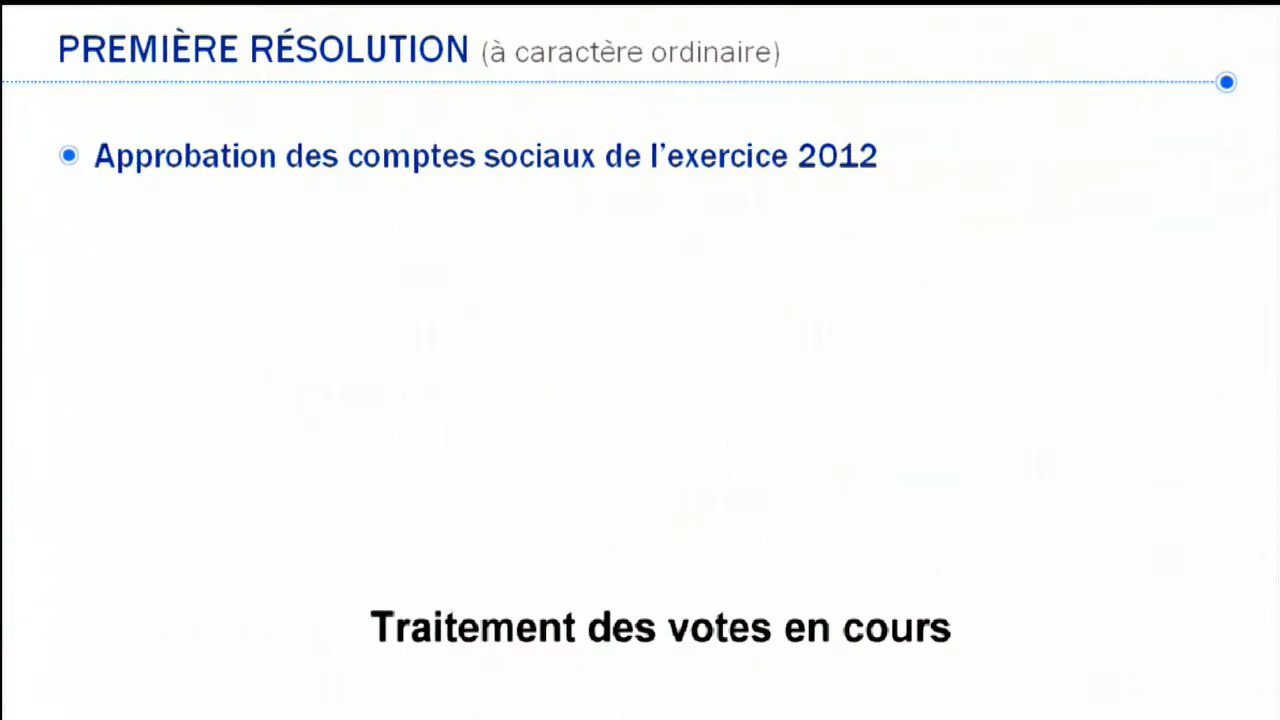 PREMIÈRE RÉSOLUTION (à caractère ordinaire)
Approbation des comptes sociaux de l’exercice 2012
Traitement des votes en cours